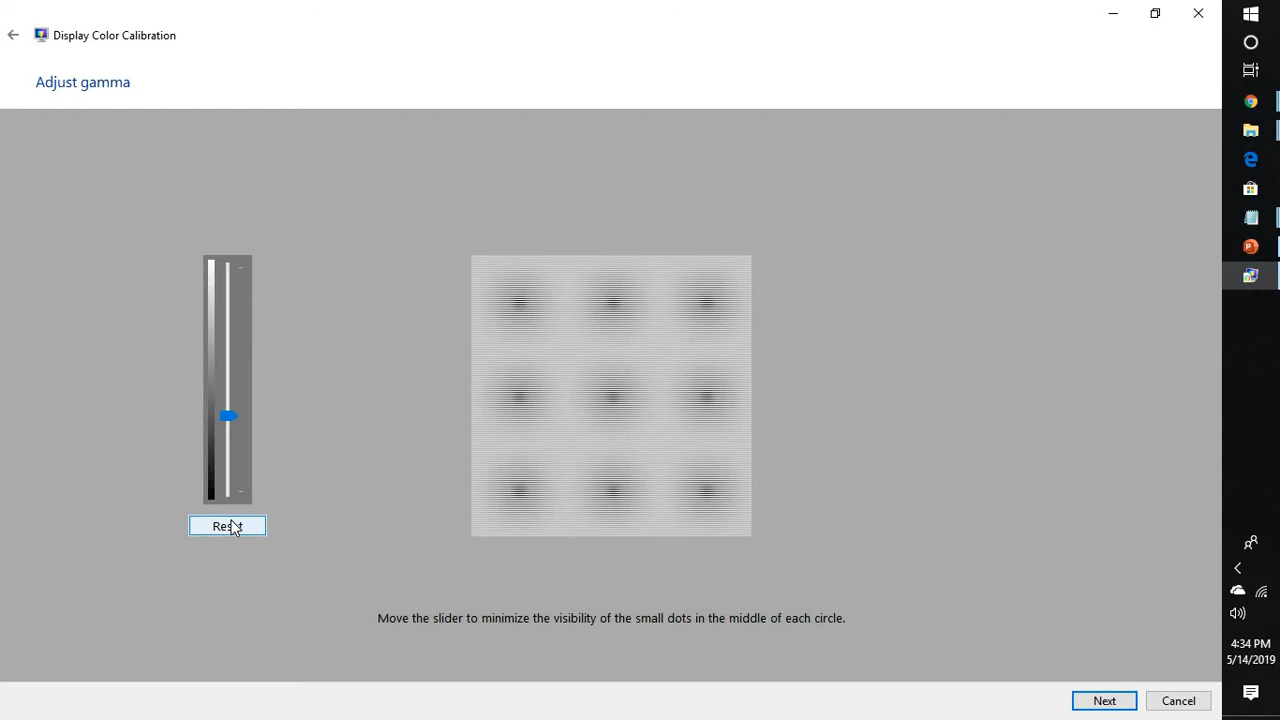 Display Color Calibration
Adjust gamma
Reset
Move the slider to minimize the visibility of the small dots in the middle of each circle.
Next
Cancel
4:34 PM
5/14/2019